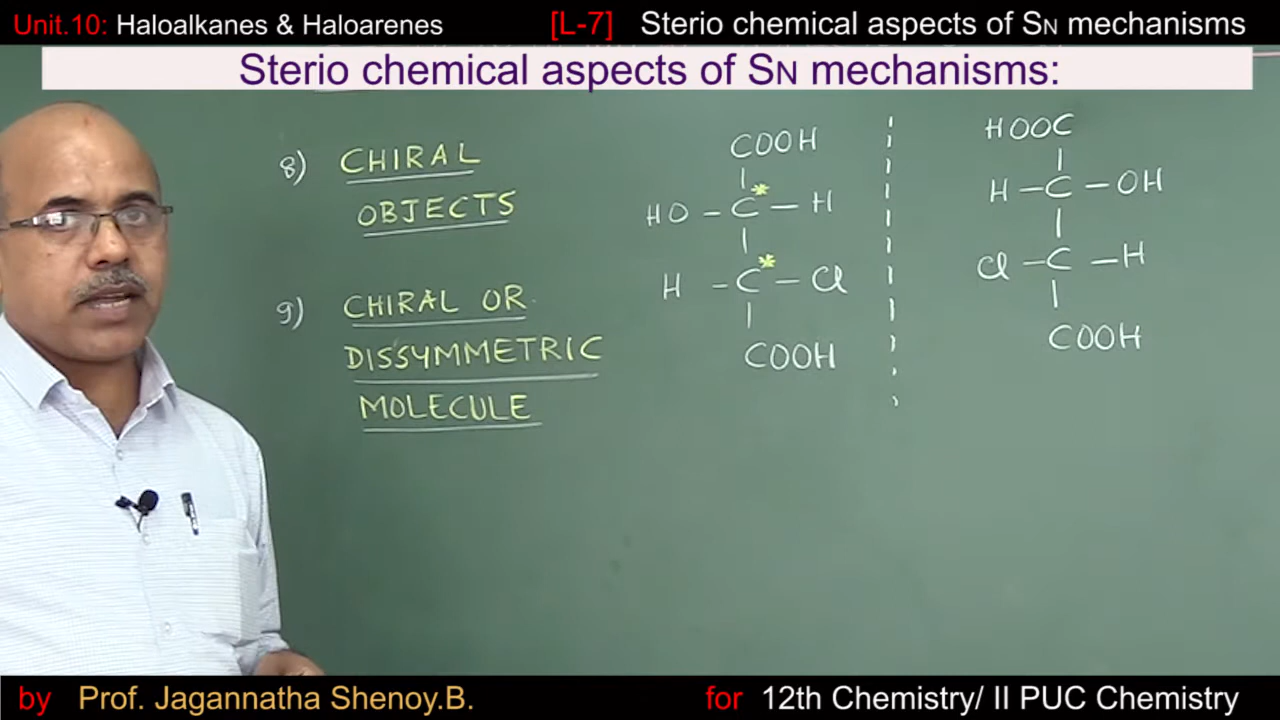 Unit.10: Haloalkanes & Haloarenes [L-7] Sterio chemical aspects of SN mechanisms
Sterio chemical aspects of SN mechanisms:
8) CHIRAL
OBJECTS
9) CHIRAL OR
DISSYMMETRIC
MOLECULE
COOH
HO - C* - H
H - C* - Cl
COOH
HOOC
H - C - OH
Cl - C - H
COOH
by Prof. Jagannatha Shenoy.B. for 12th Chemistry/ II PUC Chemistry